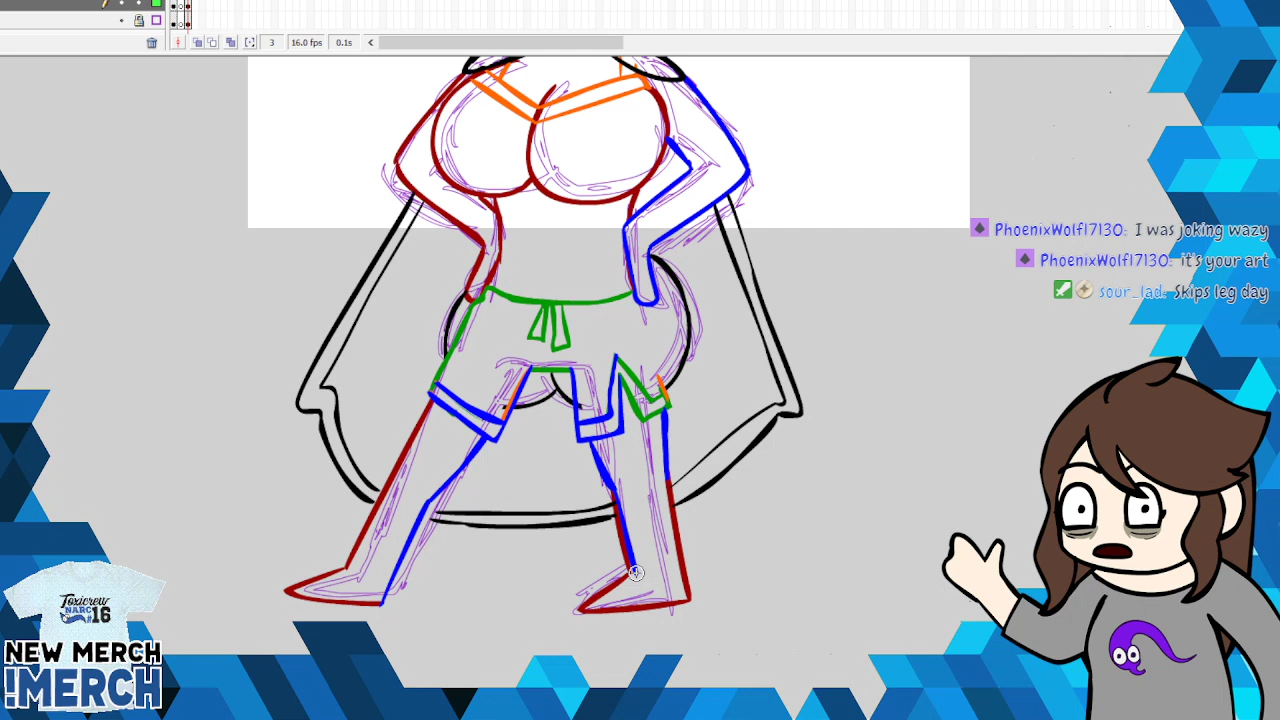 3 16.0 fps 0.1s
PhoenixWolf17130: I was joking wazy
PhoenixWolf17130: it's your art
sour_lad: Skips leg day
Toxicrew
NARC
#16
NEW MERCH
!MERCH